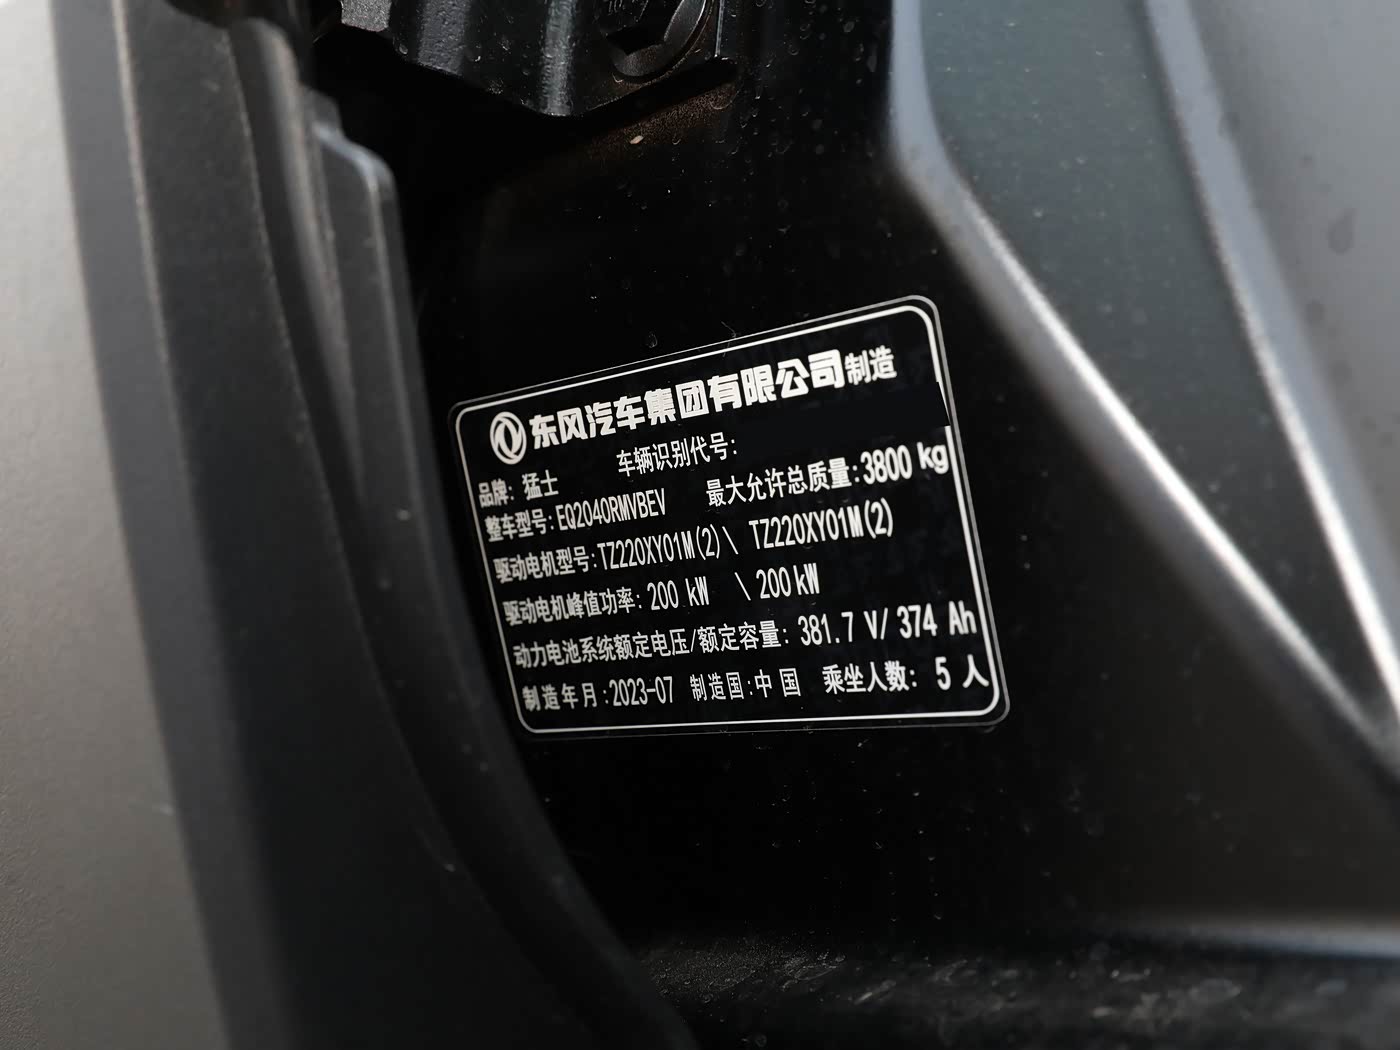 东风汽车集团有限公司制造
品牌: 猛士 车辆识别代号:
整车型号:EQ2040RMVBEV 最大允许总质量:3800 kg
驱动电机型号:TZ220XY01M(2)\ TZ220XY01M(2)
驱动电机峰值功率: 200 kW \ 200 kW
动力电池系统额定电压/额定容量: 381.7 V/ 374 Ah
制造年月:2023-07 制造国:中国 乘坐人数: 5 人